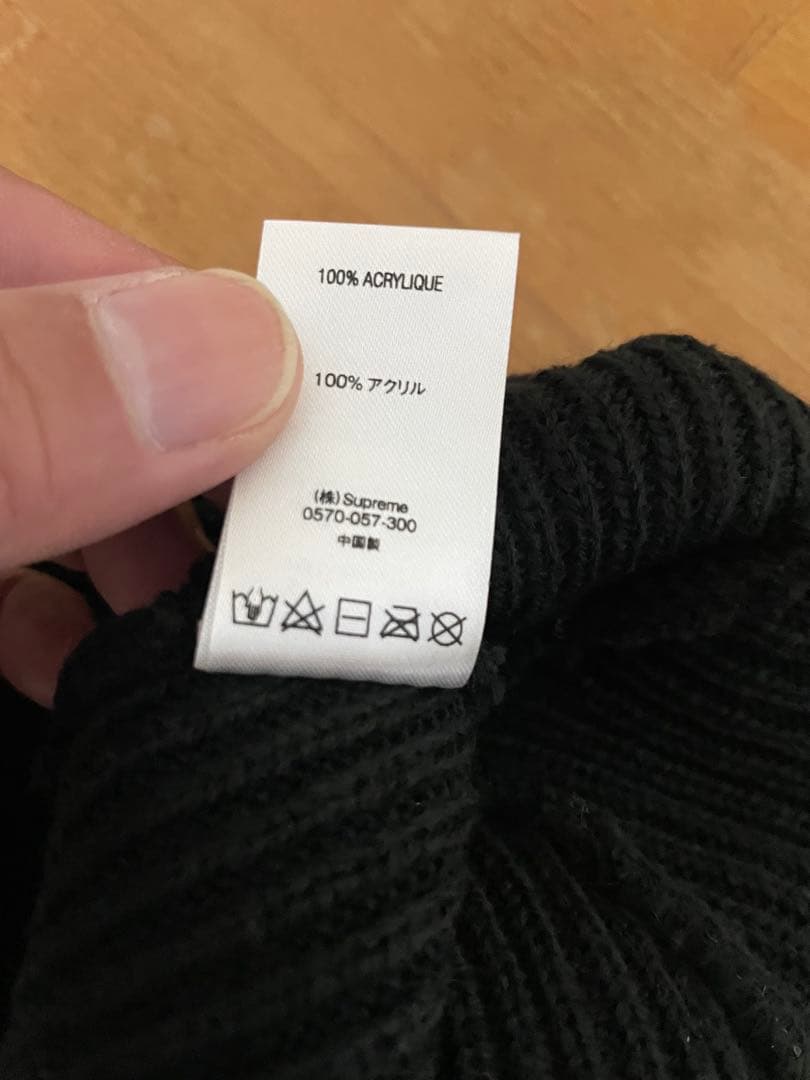 100% ACRYLIQUE
100% アクリル
(株) Supreme
0570-057-300
中国製